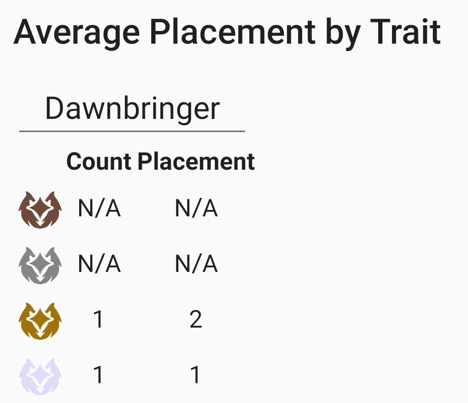 Average Placement by Trait
Dawnbringer
Count Placement
N/A N/A
N/A N/A
1 2
1 1